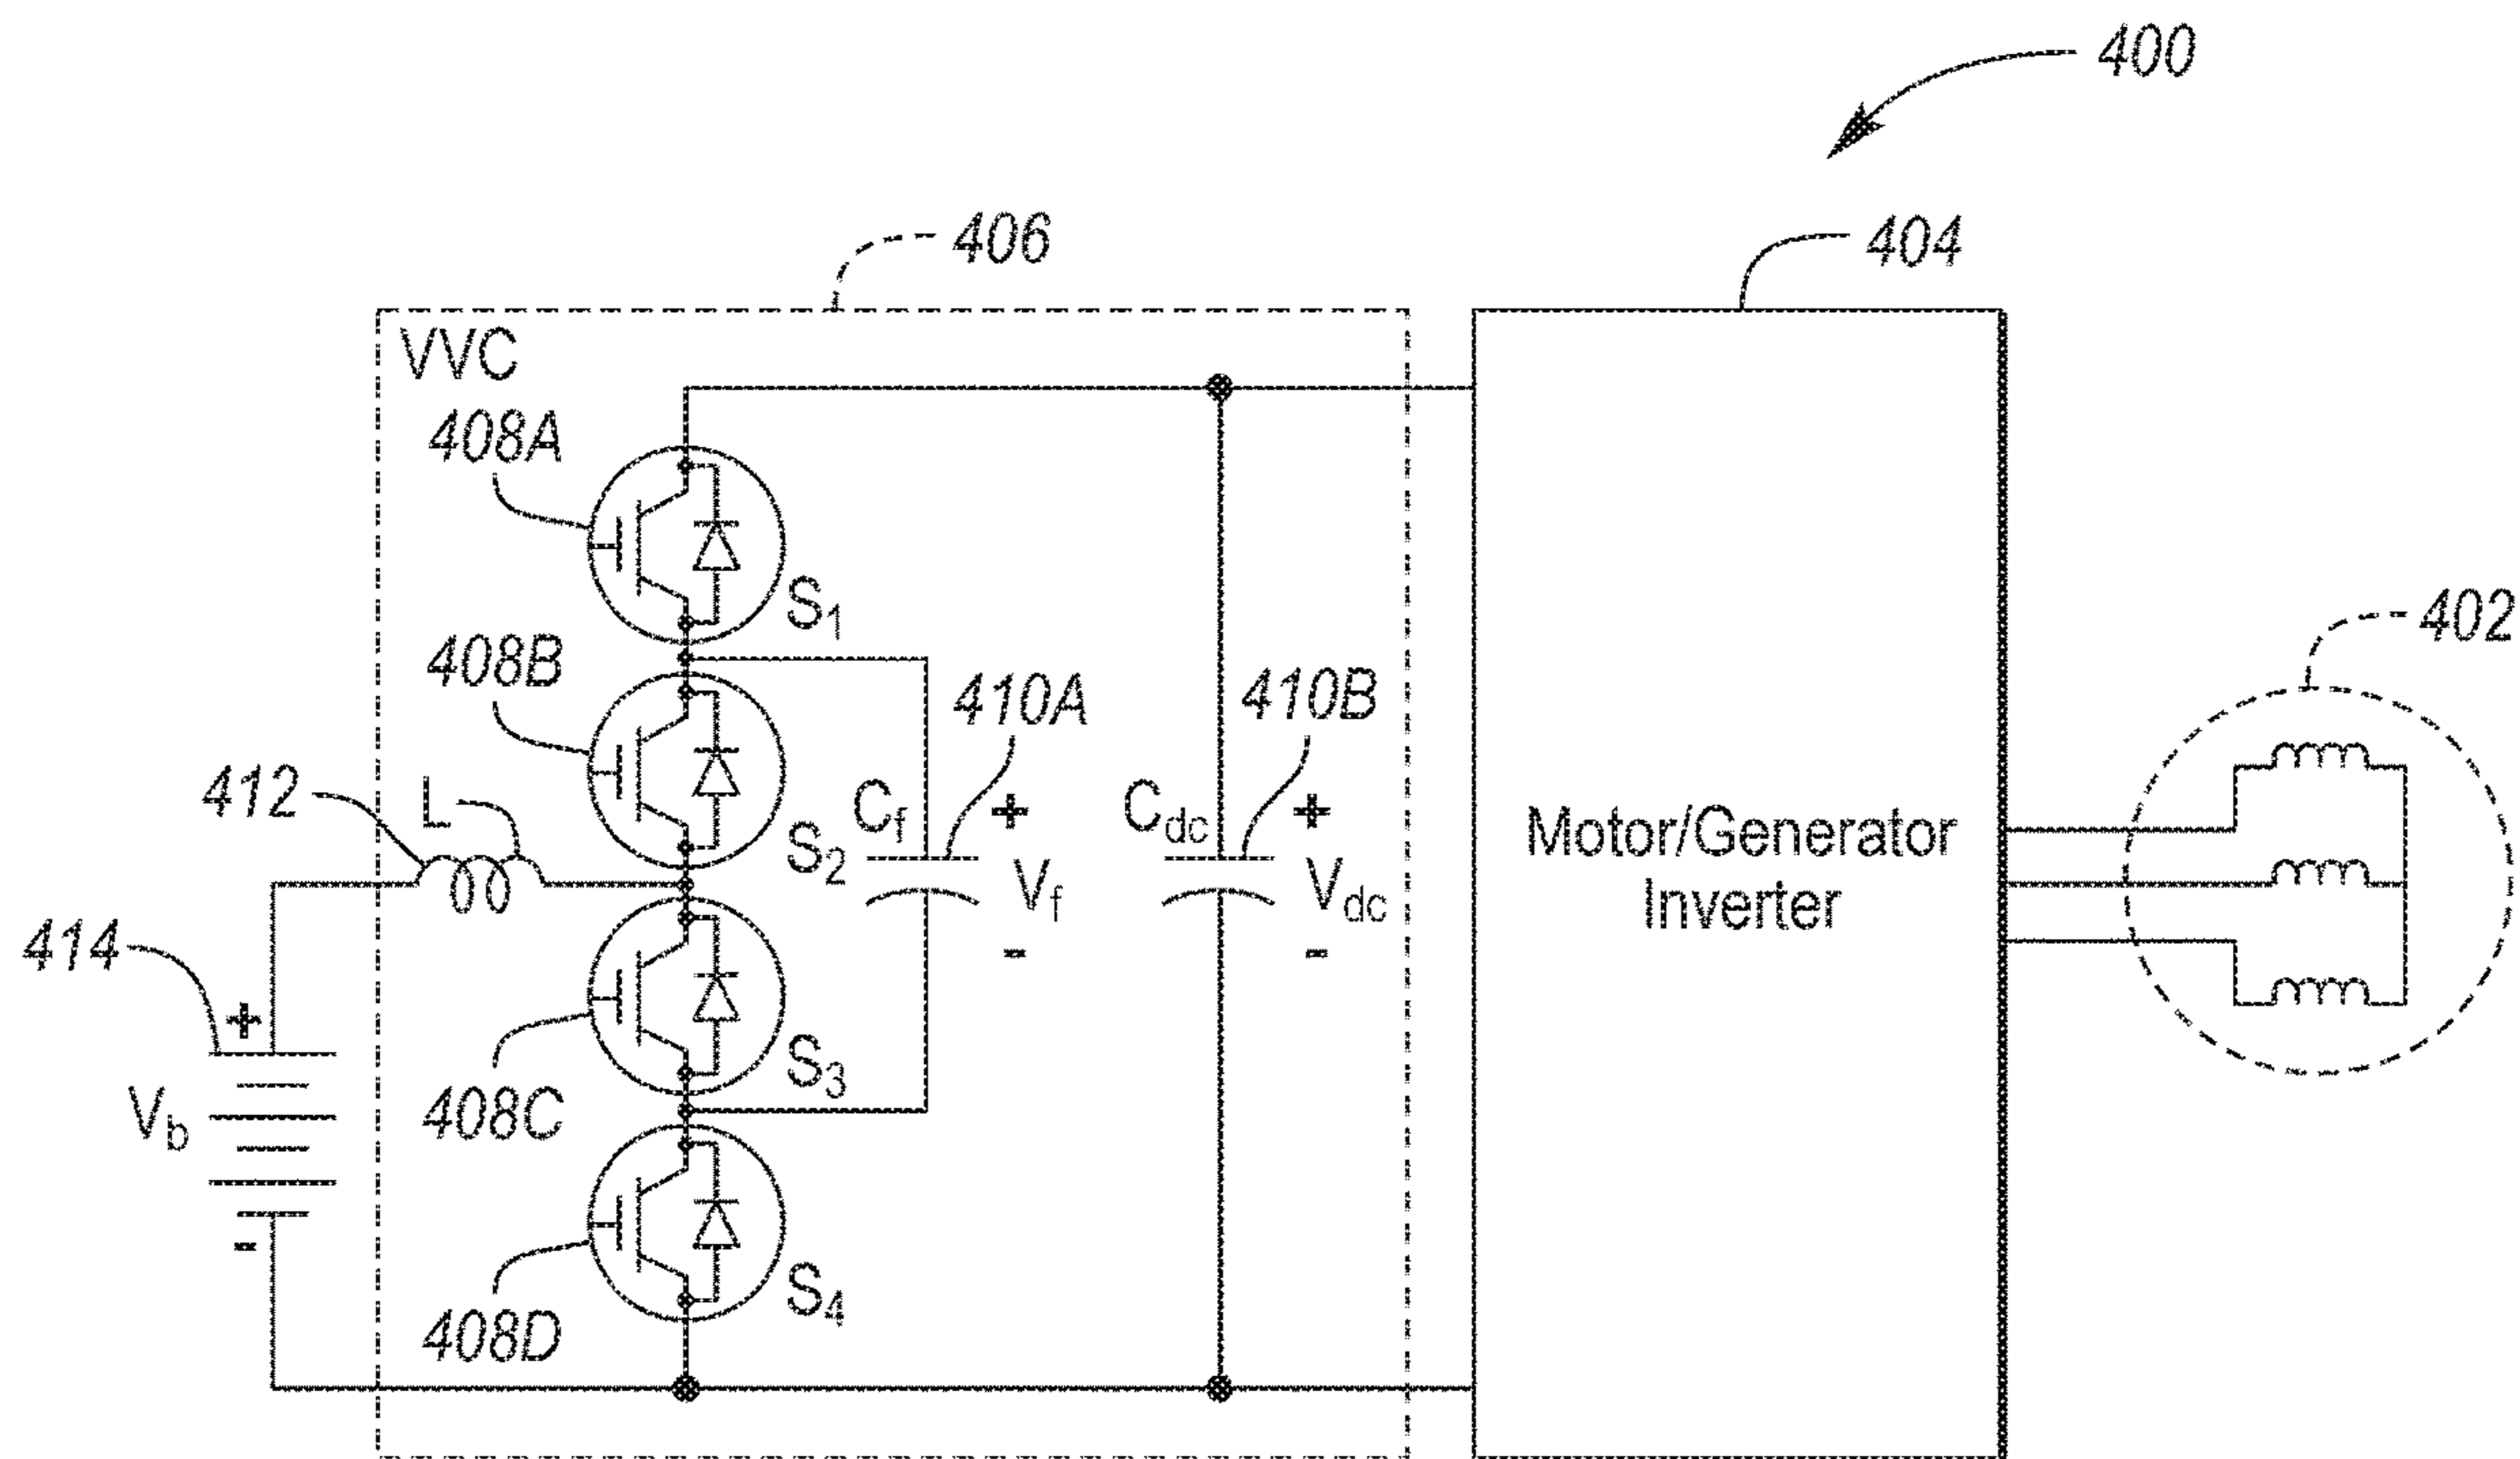 400
406
404
VVC
408A
S1
402
408B
410A
410B
412
L
Cf
+
Cdc
+
S2
Vf
Vdc
Motor/Generator
Inverter
414
-
-
+
S3
Vb
408C
-
S4
408D